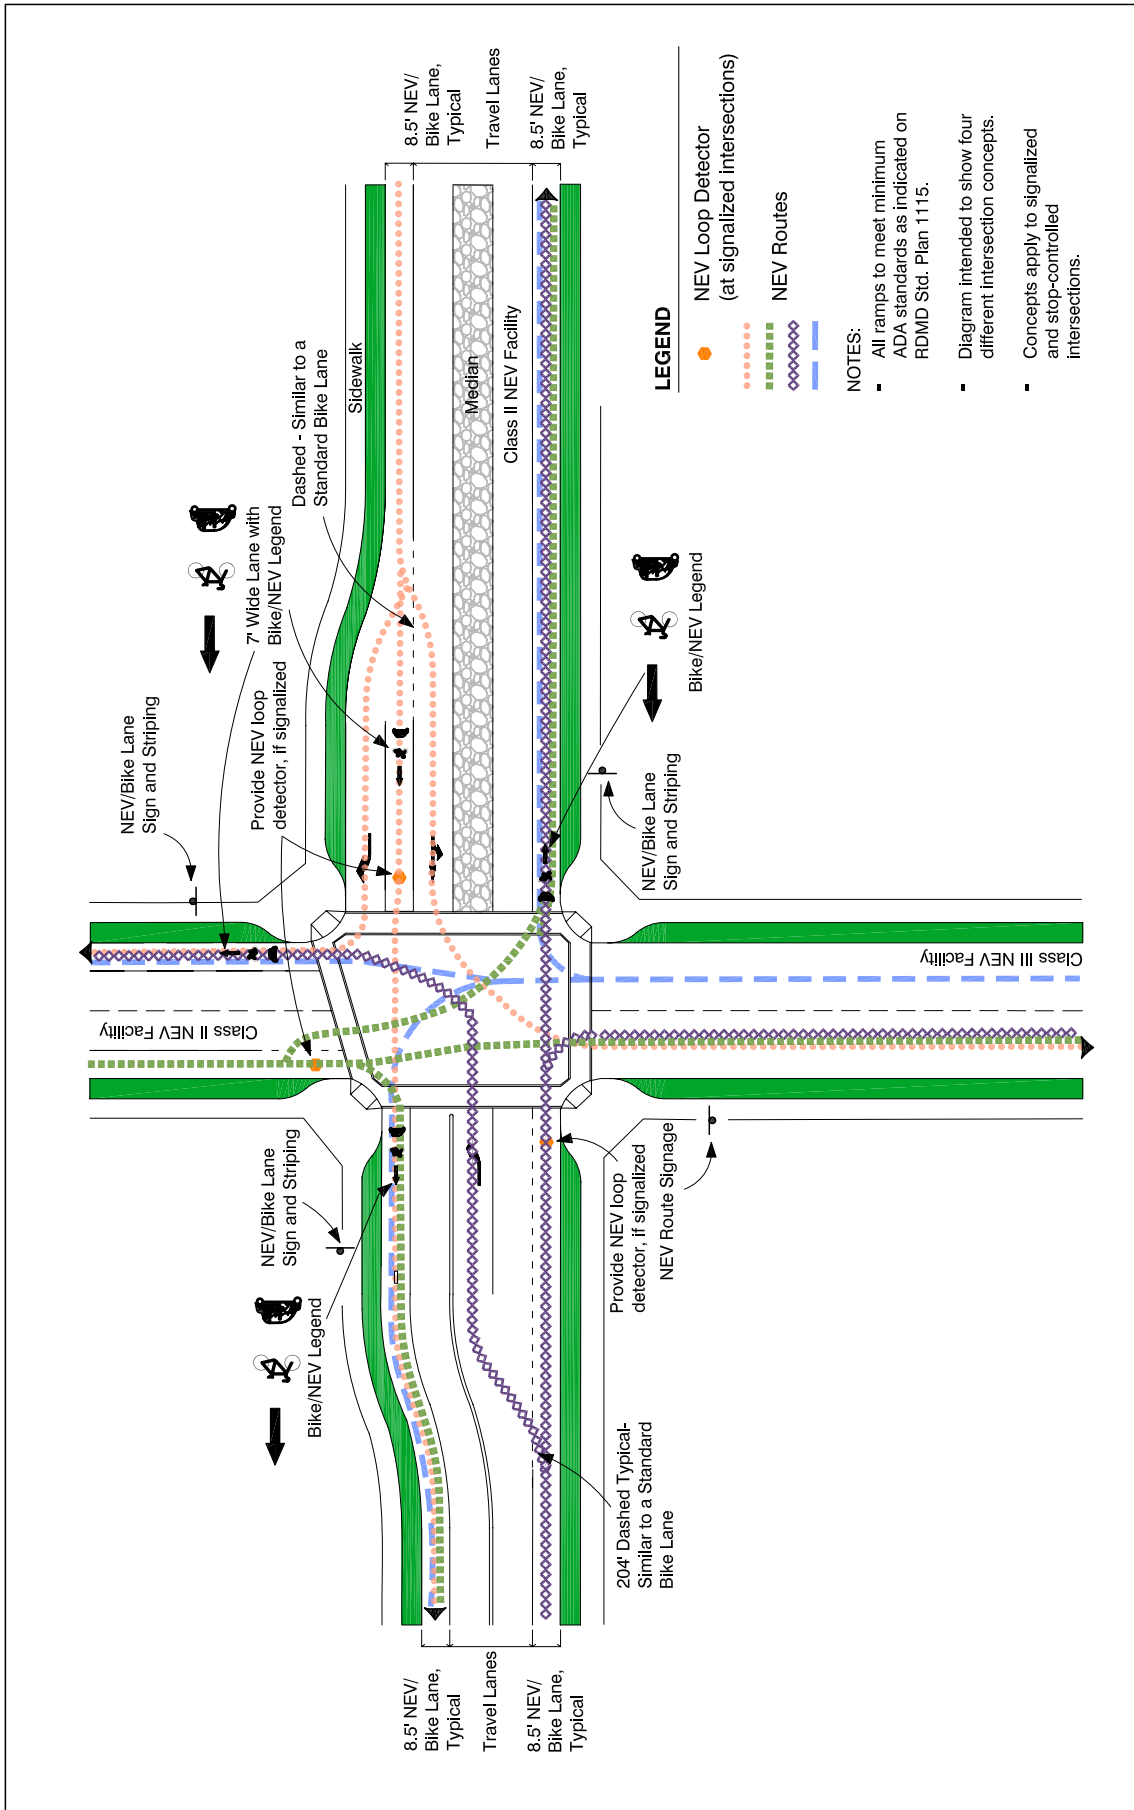 8.5' NEV/
Bike Lane,
Typical
Travel Lanes
8.5' NEV/
Bike Lane,
Typical
NEV/Bike Lane
Sign and Striping
Bike/NEV Legend
204' Dashed Typical-
Similar to a Standard
Bike Lane
Provide NEV loop
detector, if signalized
NEV Route Signage
Class II NEV Facility
Class III NEV Facility
NEV/Bike Lane
Sign and Striping
Provide NEV loop
detector, if signalized
7' Wide Lane with
Bike/NEV Legend
Dashed - Similar to a
Standard Bike Lane
Sidewalk
Median
Class II NEV Facility
NEV/Bike Lane
Sign and Striping
Bike/NEV Legend
8.5' NEV/
Bike Lane,
Typical
Travel Lanes
8.5' NEV/
Bike Lane,
Typical
LEGEND
NEV Loop Detector
(at signalized intersections)
NEV Routes
NOTES:
- All ramps to meet minimum
ADA standards as indicated on
RDMD Std. Plan 1115.
- Diagram intended to show four
different intersection concepts.
- Concepts apply to signalized
and stop-controlled
intersections.